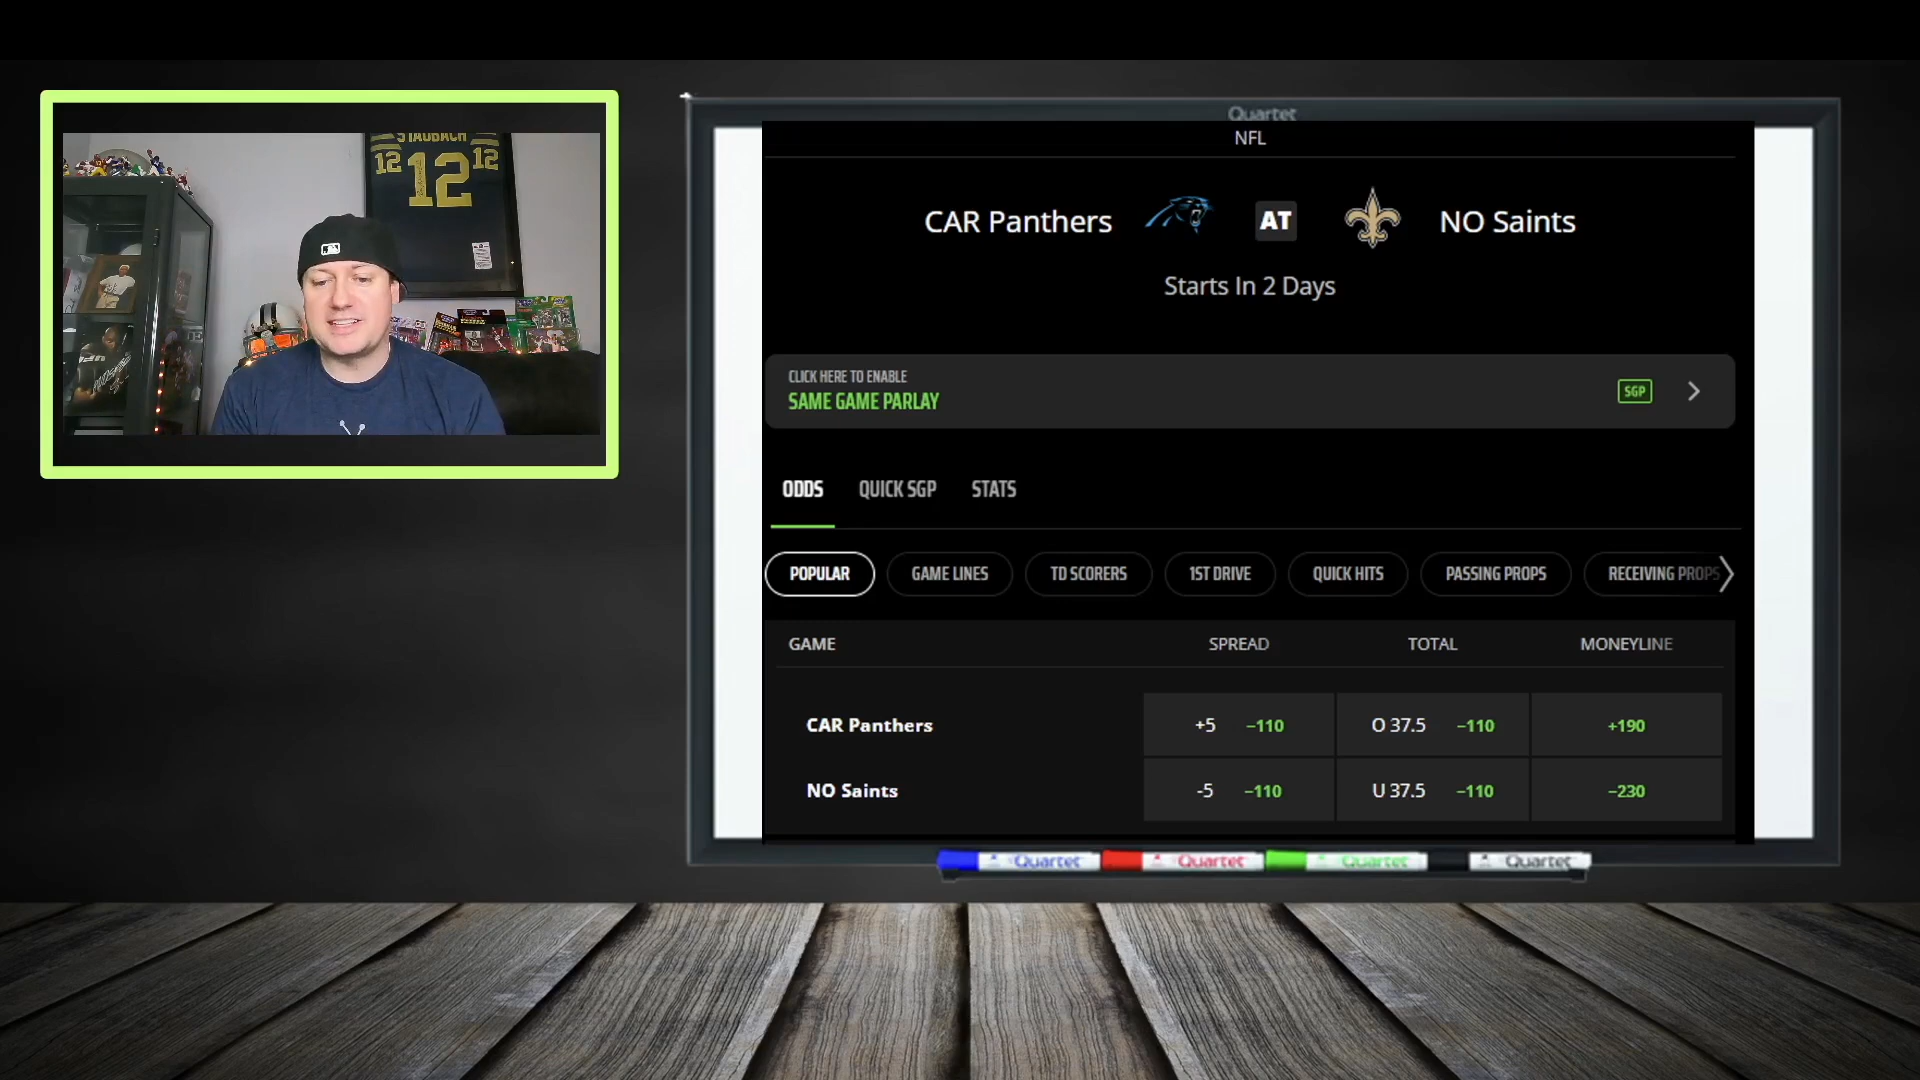 STAUBACH
12 12
12
Quartet
NFL
CAR Panthers AT NO Saints
Starts In 2 Days
CLICK HERE TO ENABLE
SAME GAME PARLAY SGP
ODDS QUICK SGP STATS
POPULAR GAME LINES TD SCORERS 1ST DRIVE QUICK HITS PASSING PROPS RECEIVING PROPS
GAME SPREAD TOTAL MONEYLINE
CAR Panthers +5 −110 O 37.5 −110 +190
NO Saints -5 −110 U 37.5 −110 −230
Quartet Quartet Quartet Quartet